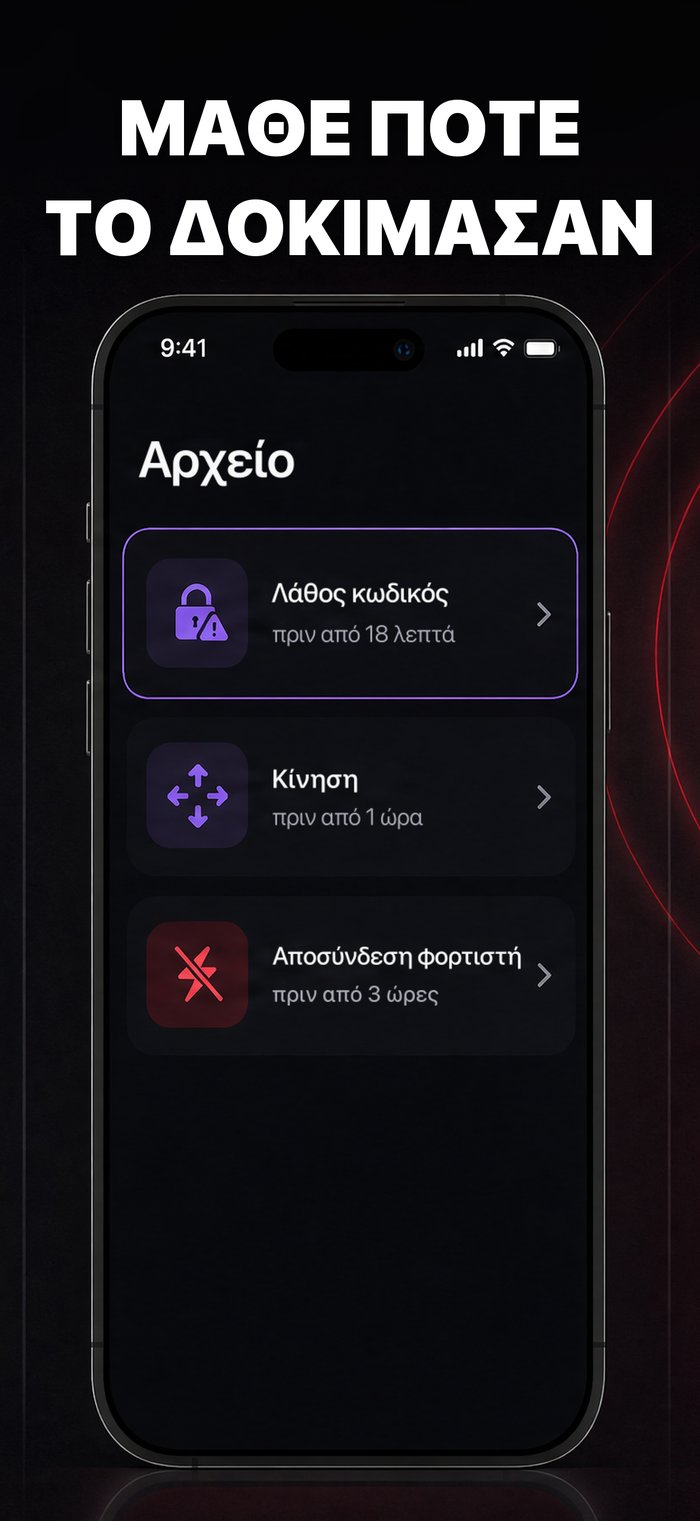 ΜΑΘΕ ΠΟΤΕ
ΤΟ ΔΟΚΙΜΑΣΑΝ
9:41
Αρχείο
Λάθος κωδικός
πριν από 18 λεπτά
Κίνηση
πριν από 1 ώρα
Αποσύνδεση φορτιστή
πριν από 3 ώρες